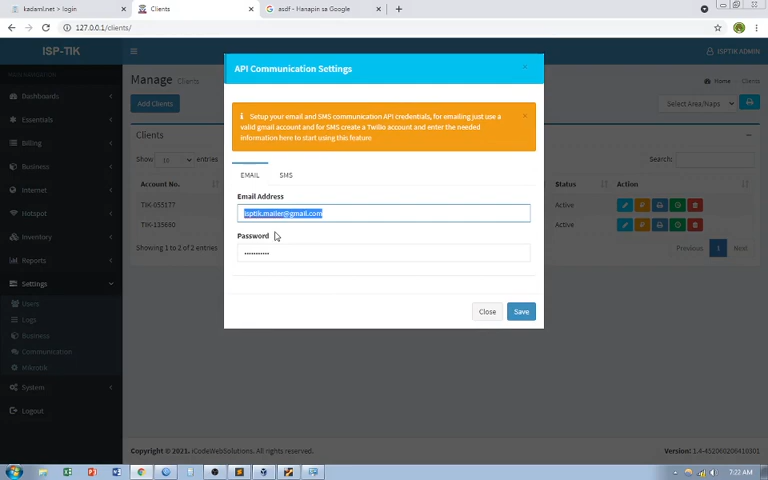 kadaml.net > login
Clients
asdf - Hanapin sa Google
127.0.0.1/clients/
ISP-TIK
ISPTIK ADMIN
Dashboards
Essentials
Billing
Business
Internet
Hotspot
Inventory
Reports
Settings
Users
Logs
Business
Communication
Mikrotik
System
Logout
Manage Clients
Home
Clients
Add Clients
Select Area/Naps
Clients
Show 10 entries
Search:
Account No.
Status
Action
TIK-055177
Active
TIK-135660
Active
Showing 1 to 2 of 2 entries
Previous 1 Next
API Communication Settings
Setup your email and SMS communication API credentials, for emailing just use a
valid gmail account and for SMS create a Twilio account and enter the needed
information here to start using this feature.
EMAIL
SMS
Email Address
isptik.mailer@gmail.com
Password
Close
Save
Copyright © 2021. iCodeWebSolutions. All rights reserved.
Version: 1.4-452060206410301
7:22 AM